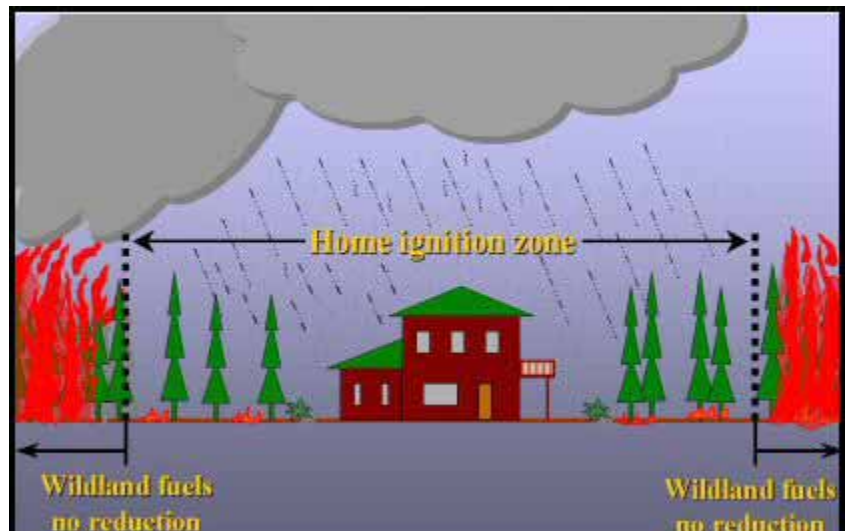 Home ignition zone
Wildland fuels
no reduction
Wildland fuels
no reduction